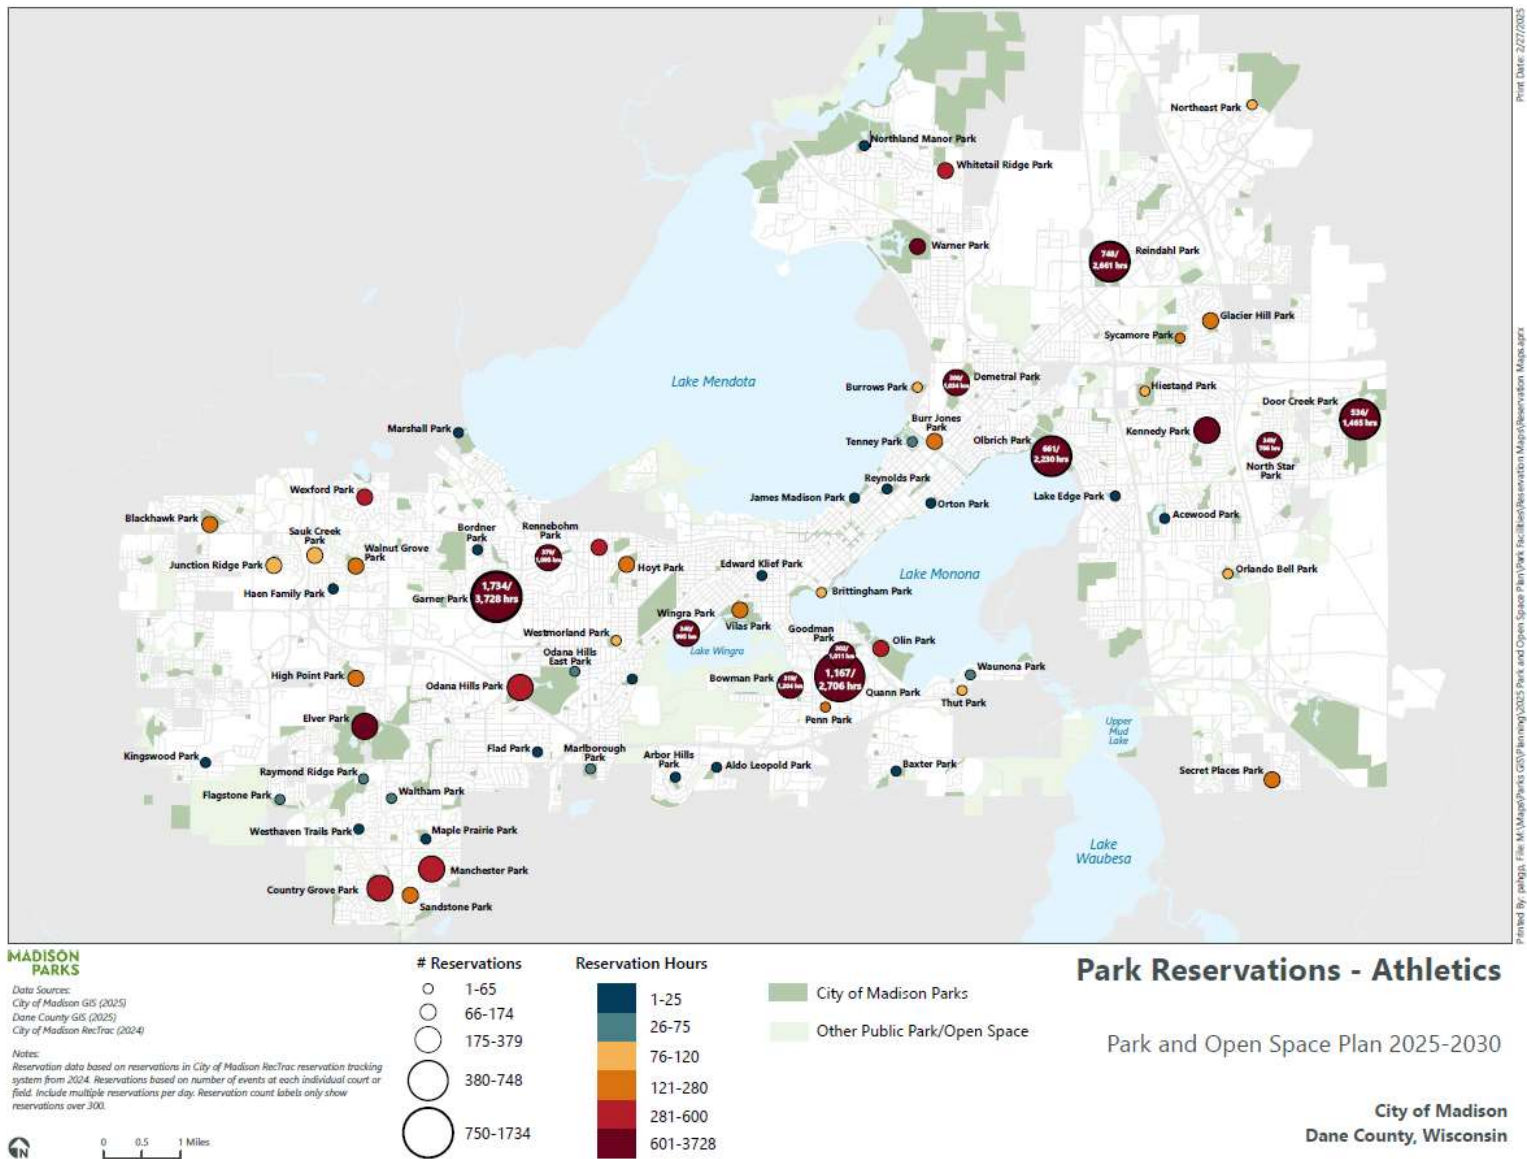 Northeast Park
Northland Manor Park
Whitetail Ridge Park
Warner Park
748/
2,661 hrs
Reindahl Park
Glacier Hill Park
Sycamore Park
Lake Mendota
Burrows Park
Demetral Park
Hiestand Park
Door Creek Park
536/
1,465 hrs
Burr Jones
Park
Marshall Park
Tenney Park
Olbrich Park
661/
2,230 hrs
Kennedy Park
North Star
Park
Reynolds Park
Wexford Park
James Madison Park
Orton Park
Lake Edge Park
Acewood Park
Blackhawk Park
Sauk Creek
Park
Bordner
Park
Rennebohm
Park
Walnut Grove
Park
Junction Ridge Park
Hoyt Park
Edward Klief Park
Lake Monona
Orlando Bell Park
Haen Family Park
Garner Park
1,734/
3,728 hrs
Brittingham Park
Wingra Park
Vilas Park
Goodman
Park
Westmorland Park
Olin Park
Lake Wingra
Odana Hills
East Park
Waunona Park
High Point Park
Odana Hills Park
Bowman Park
1,167/
2,706 hrs
Quann Park
Thut Park
Penn Park
Elver Park
Upper
Mud
Lake
Kingswood Park
Flad Park
Marlborough
Park
Arbor Hills
Park
Aldo Leopold Park
Baxter Park
Secret Places Park
Raymond Ridge Park
Flagstone Park
Waltham Park
Westhaven Trails Park
Maple Prairie Park
Lake
Waubesa
Manchester Park
Country Grove Park
Sandstone Park
Print Date: 2/27/2025
MADISON
PARKS
Data Sources:
City of Madison GIS (2025)
Dane County GIS (2025)
City of Madison RecTrac (2024)
Notes:
Reservation data based on reservations in City of Madison RecTrac reservation tracking
system from 2024. Reservations based on number of events at each individual court or
field. Include multiple reservations per day. Reservation count labels only show
reservations over 300.
N
0 0.5 1 Miles
# Reservations
1-65
66-174
175-379
380-748
750-1734
Reservation Hours
1-25
26-75
76-120
121-280
281-600
601-3728
City of Madison Parks
Other Public Park/Open Space
Park Reservations - Athletics
Park and Open Space Plan 2025-2030
City of Madison
Dane County, Wisconsin